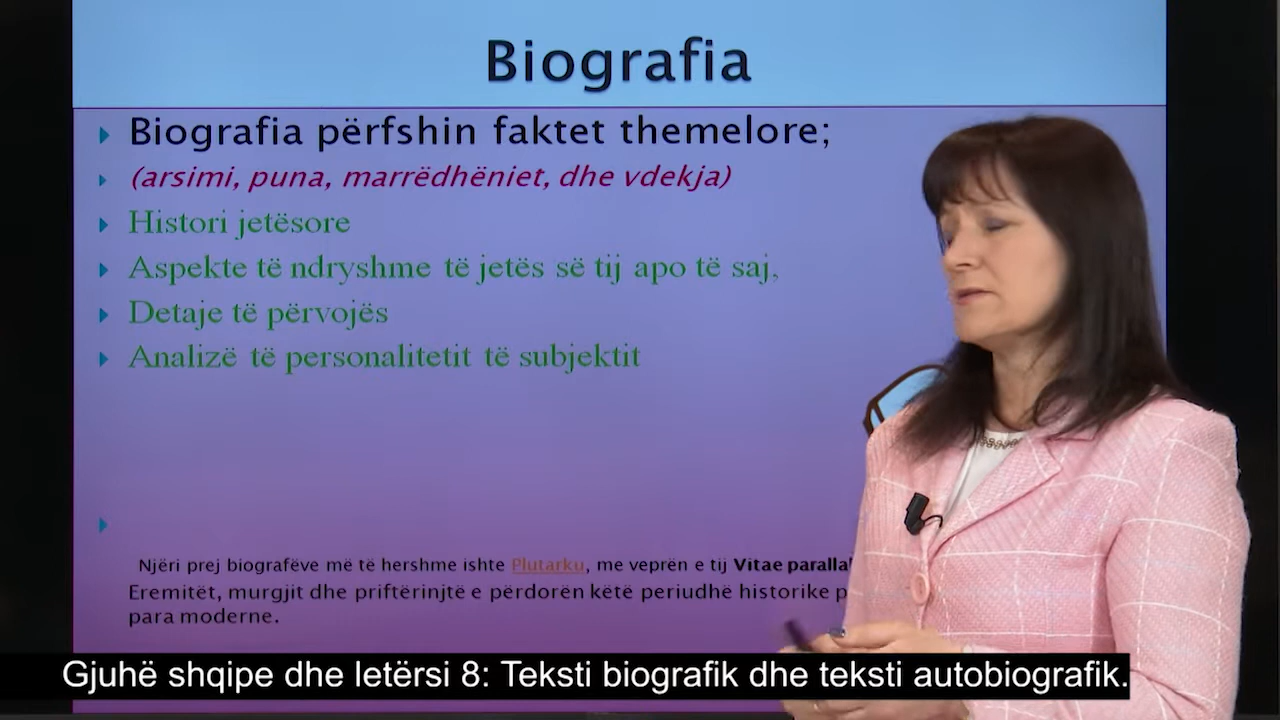 Biografia
Biografia përfshin faktet themelore;
(arsimi, puna, marrëdhëniet, dhe vdekja)
Histori jetësore
Aspekte të ndryshme të jetës së tij apo të saj,
Detaje të përvojës
Analizë të personalitetit të subjektit
Njëri prej biografëve më të hershme ishte Plutarku, me veprën e tij Vitae
Eremitët, murgjit dhe priftërinjtë e përdorën këtë periudhë historike
para moderne.
Gjuhë shqipe dhe letërsi 8: Teksti biografik dhe teksti autobiografik.